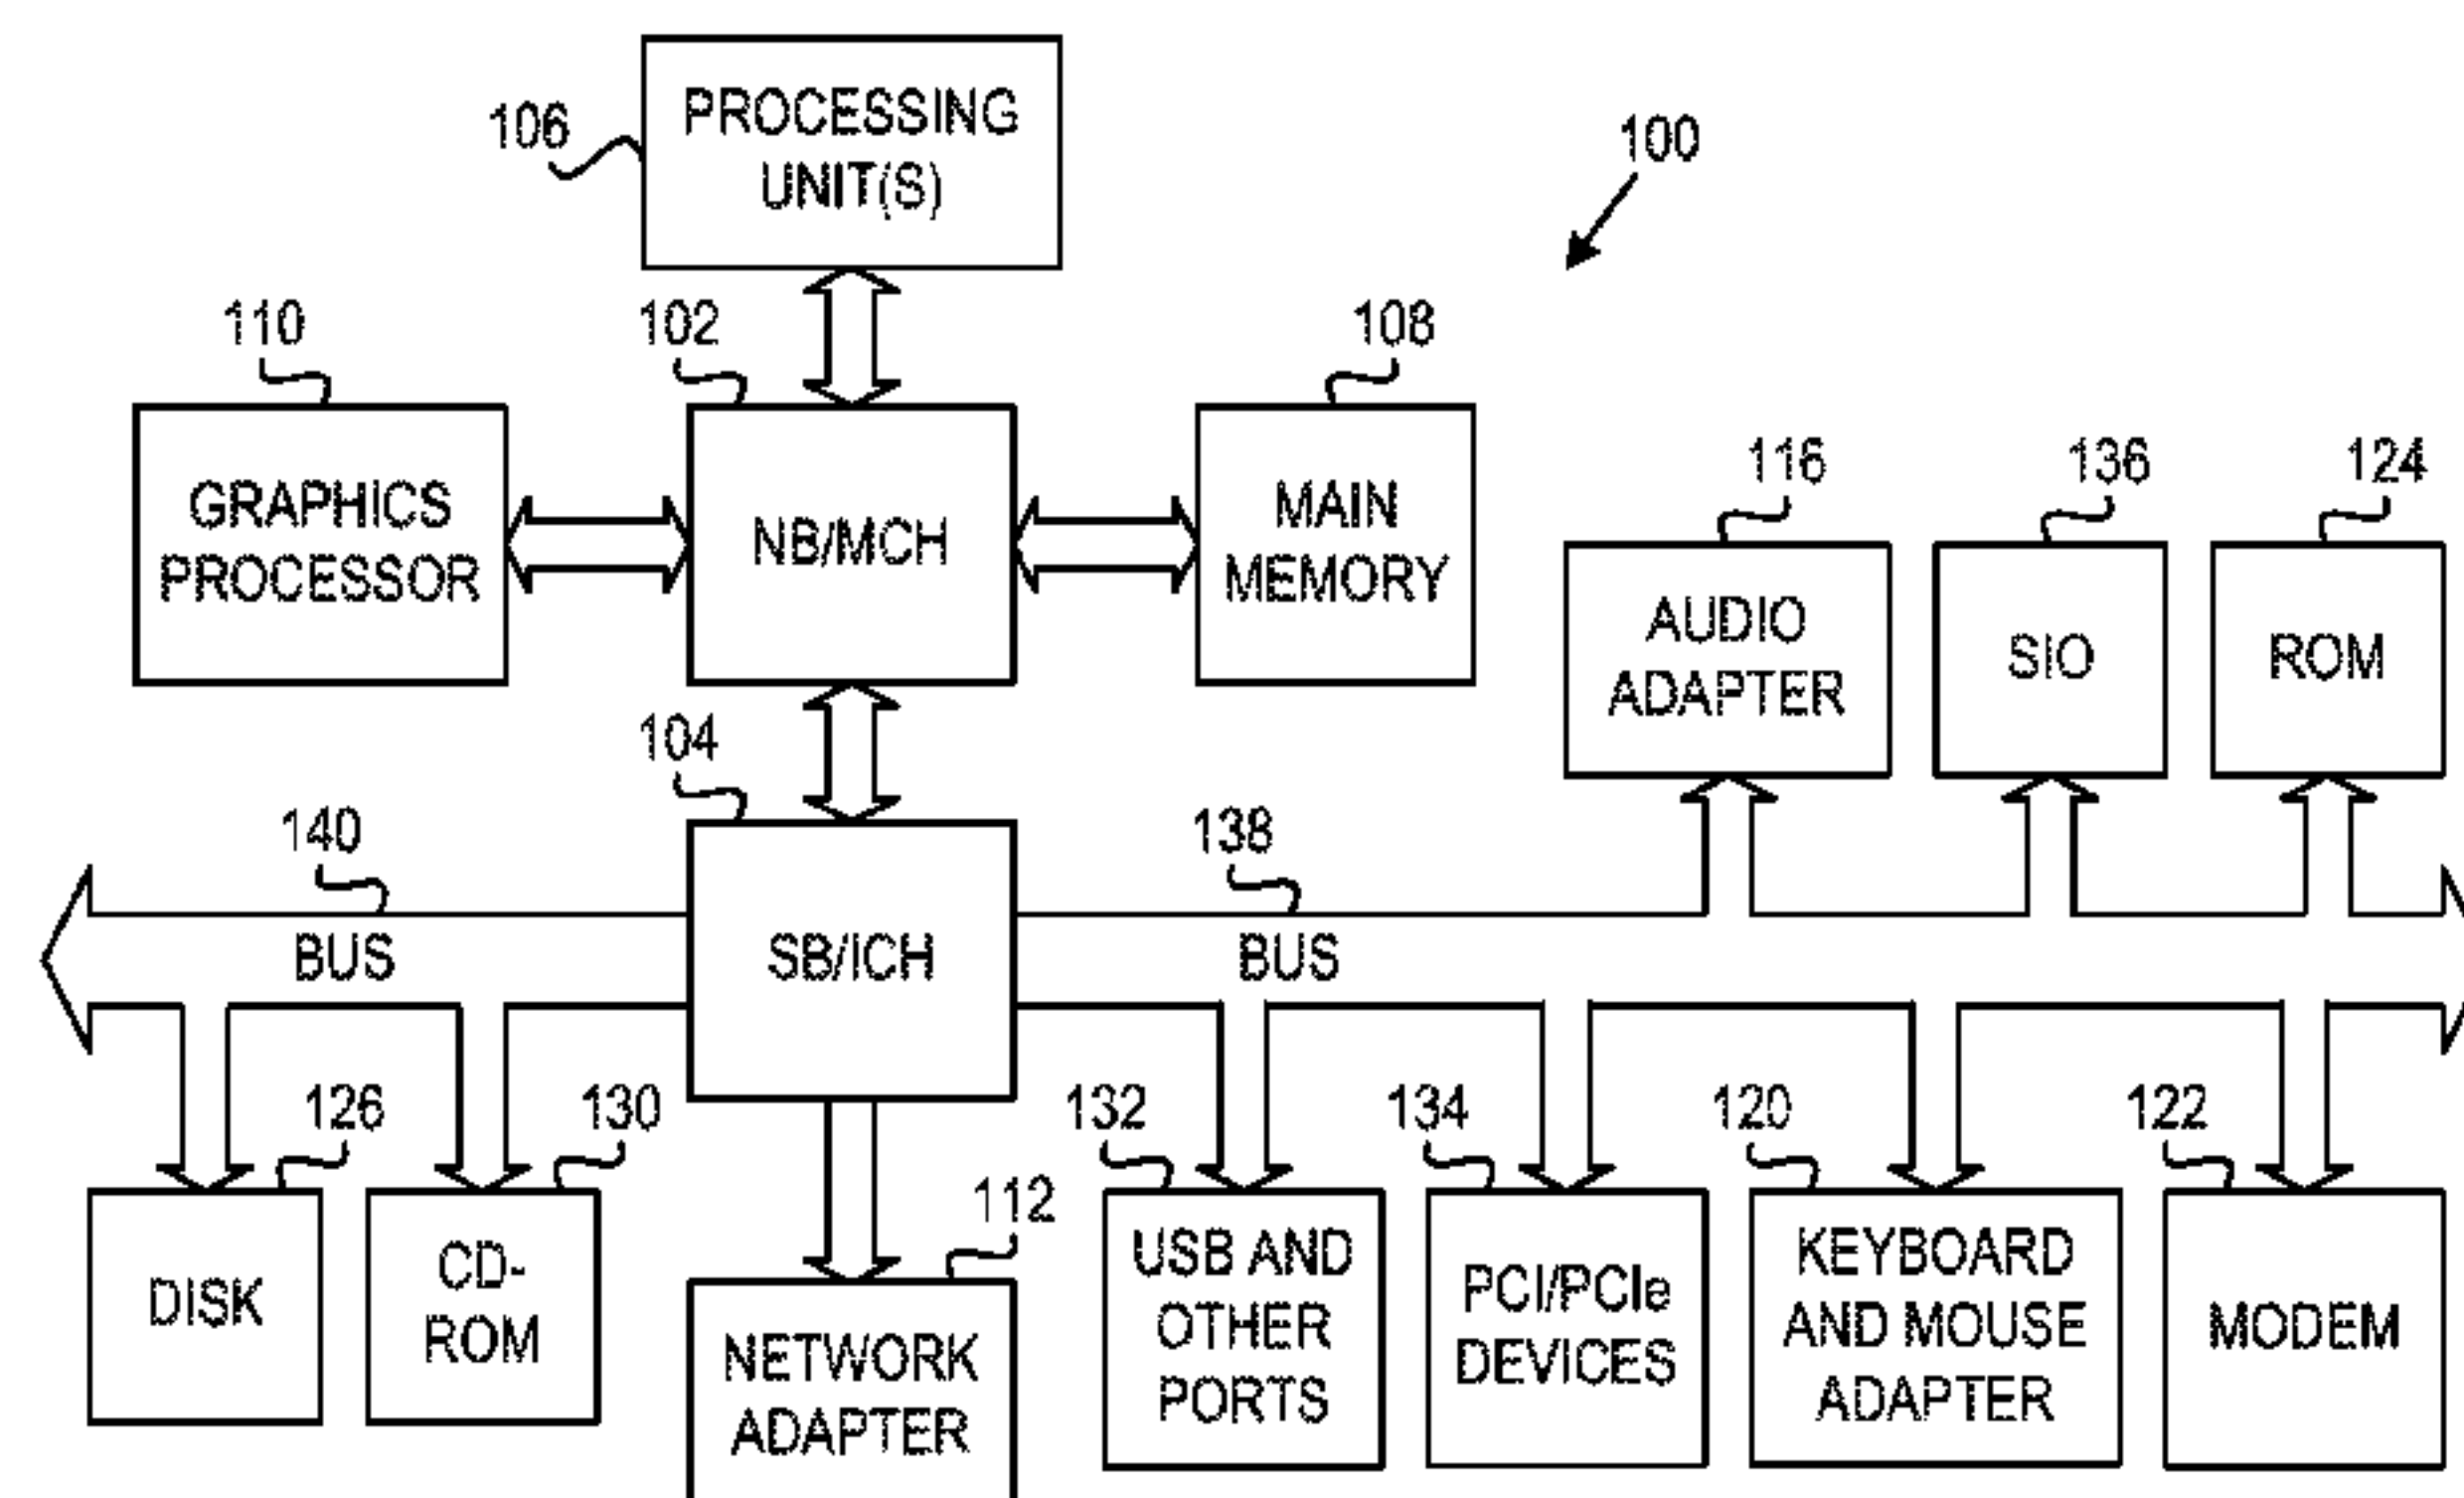 106
PROCESSING
UNIT(S)
100
110
102
108
GRAPHICS
PROCESSOR
NB/MCH
MAIN
MEMORY
116
136
124
AUDIO
ADAPTER
SIO
ROM
104
140
138
BUS
SB/ICH
BUS
126
130
132
134
120
122
112
DISK
CD-
ROM
NETWORK
ADAPTER
USB AND
OTHER
PORTS
PCI/PCIe
DEVICES
KEYBOARD
AND MOUSE
ADAPTER
MODEM